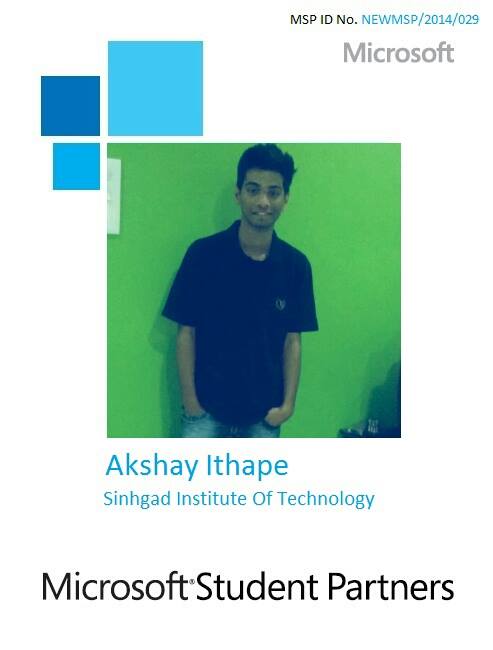 MSP ID No. NEWMSP/2014/029
Microsoft
Akshay Ithape
Sinhgad Institute Of Technology
Microsoft® Student Partners